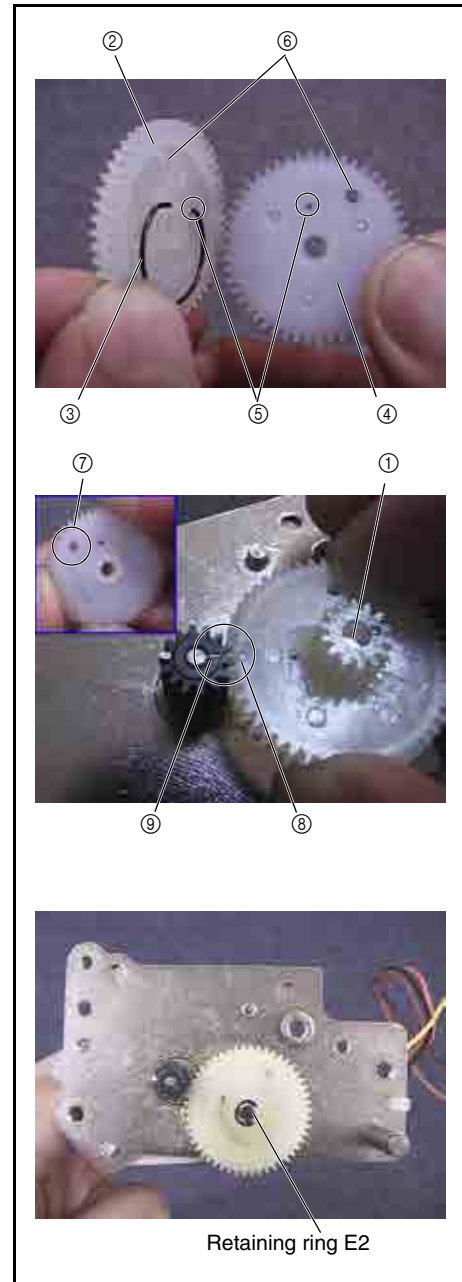 ② ⑥
③ ⑤ ④
⑦ ①
⑨ ⑧
Retaining ring E2